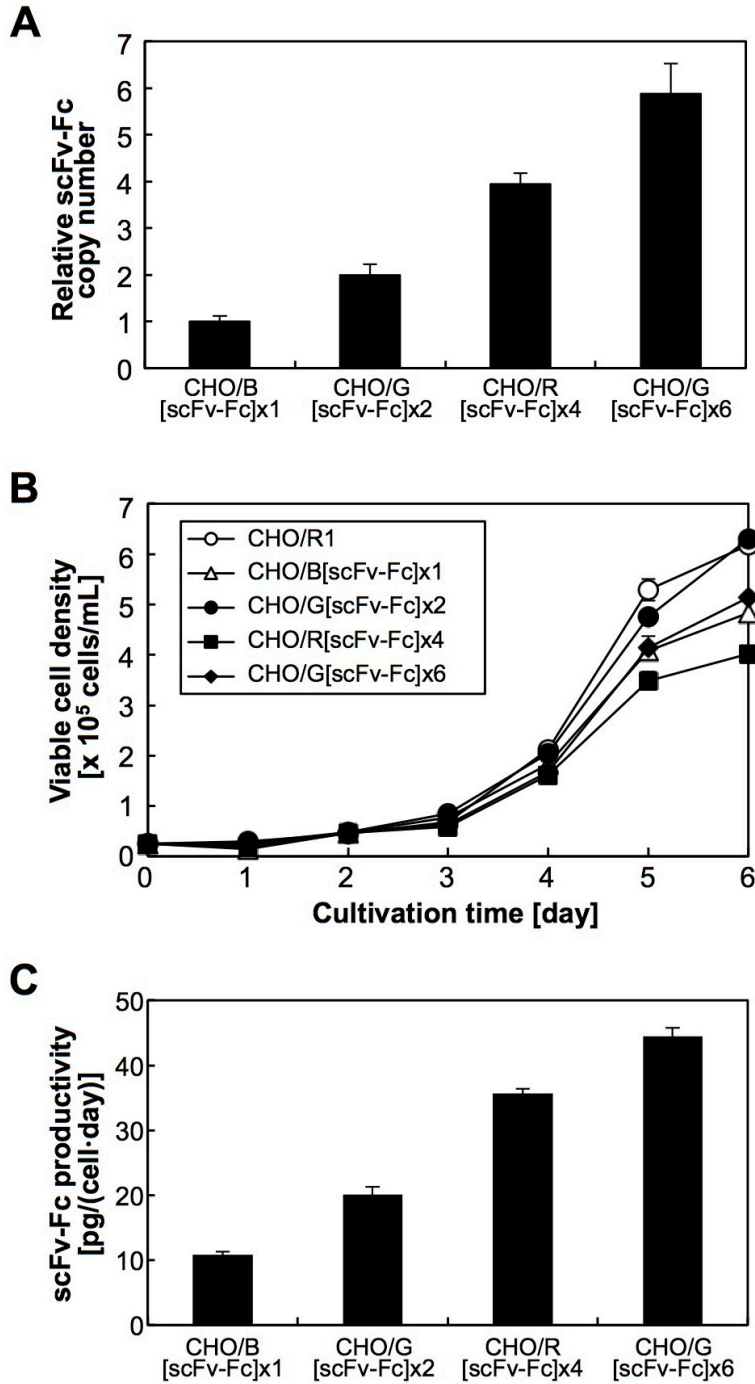 A
Relative scFv-Fc
copy number
7
6
5
4
3
2
1
0
CHO/B
[scFv-Fc]x1
CHO/G
[scFv-Fc]x2
CHO/R
[scFv-Fc]x4
CHO/G
[scFv-Fc]x6
B
Viable cell density
[x 10⁵ cells/mL]
7
6
5
4
3
2
1
0
CHO/R1
CHO/B[scFv-Fc]x1
CHO/G[scFv-Fc]x2
CHO/R[scFv-Fc]x4
CHO/G[scFv-Fc]x6
0 1 2 3 4 5 6
Cultivation time [day]
C
scFv-Fc productivity
[pg/(cell·day)]
50
40
30
20
10
0
CHO/B
[scFv-Fc]x1
CHO/G
[scFv-Fc]x2
CHO/R
[scFv-Fc]x4
CHO/G
[scFv-Fc]x6